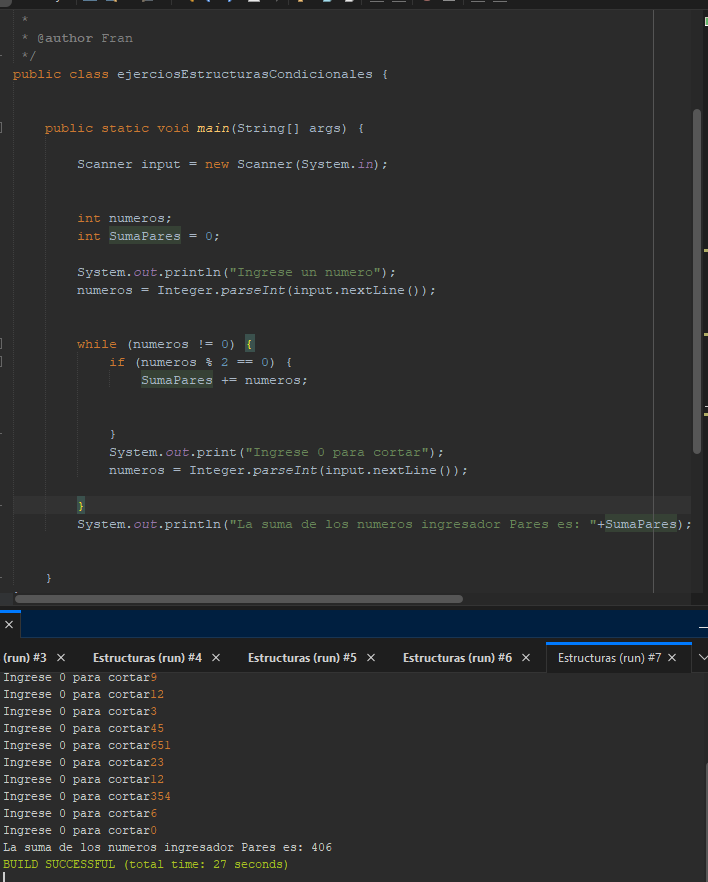 *
* @author Fran
*/
public class ejerciosEstructurasCondicionales {
public static void main(String[] args) {
Scanner input = new Scanner(System.in);
int numeros;
int SumaPares = 0;
System.out.println("Ingrese un numero");
numeros = Integer.parseInt(input.nextLine());
while (numeros != 0) {
if (numeros % 2 == 0) {
SumaPares += numeros;
}
System.out.print("Ingrese 0 para cortar");
numeros = Integer.parseInt(input.nextLine());
}
System.out.println("La suma de los numeros ingresador Pares es: "+SumaPares);
}
(run) #3 Estructuras (run) #4 Estructuras (run) #5 Estructuras (run) #6 Estructuras (run) #7
Ingrese 0 para cortar9
Ingrese 0 para cortar12
Ingrese 0 para cortar3
Ingrese 0 para cortar45
Ingrese 0 para cortar651
Ingrese 0 para cortar23
Ingrese 0 para cortar12
Ingrese 0 para cortar354
Ingrese 0 para cortar6
Ingrese 0 para cortar0
La suma de los numeros ingresador Pares es: 406
BUILD SUCCESSFUL (total time: 27 seconds)